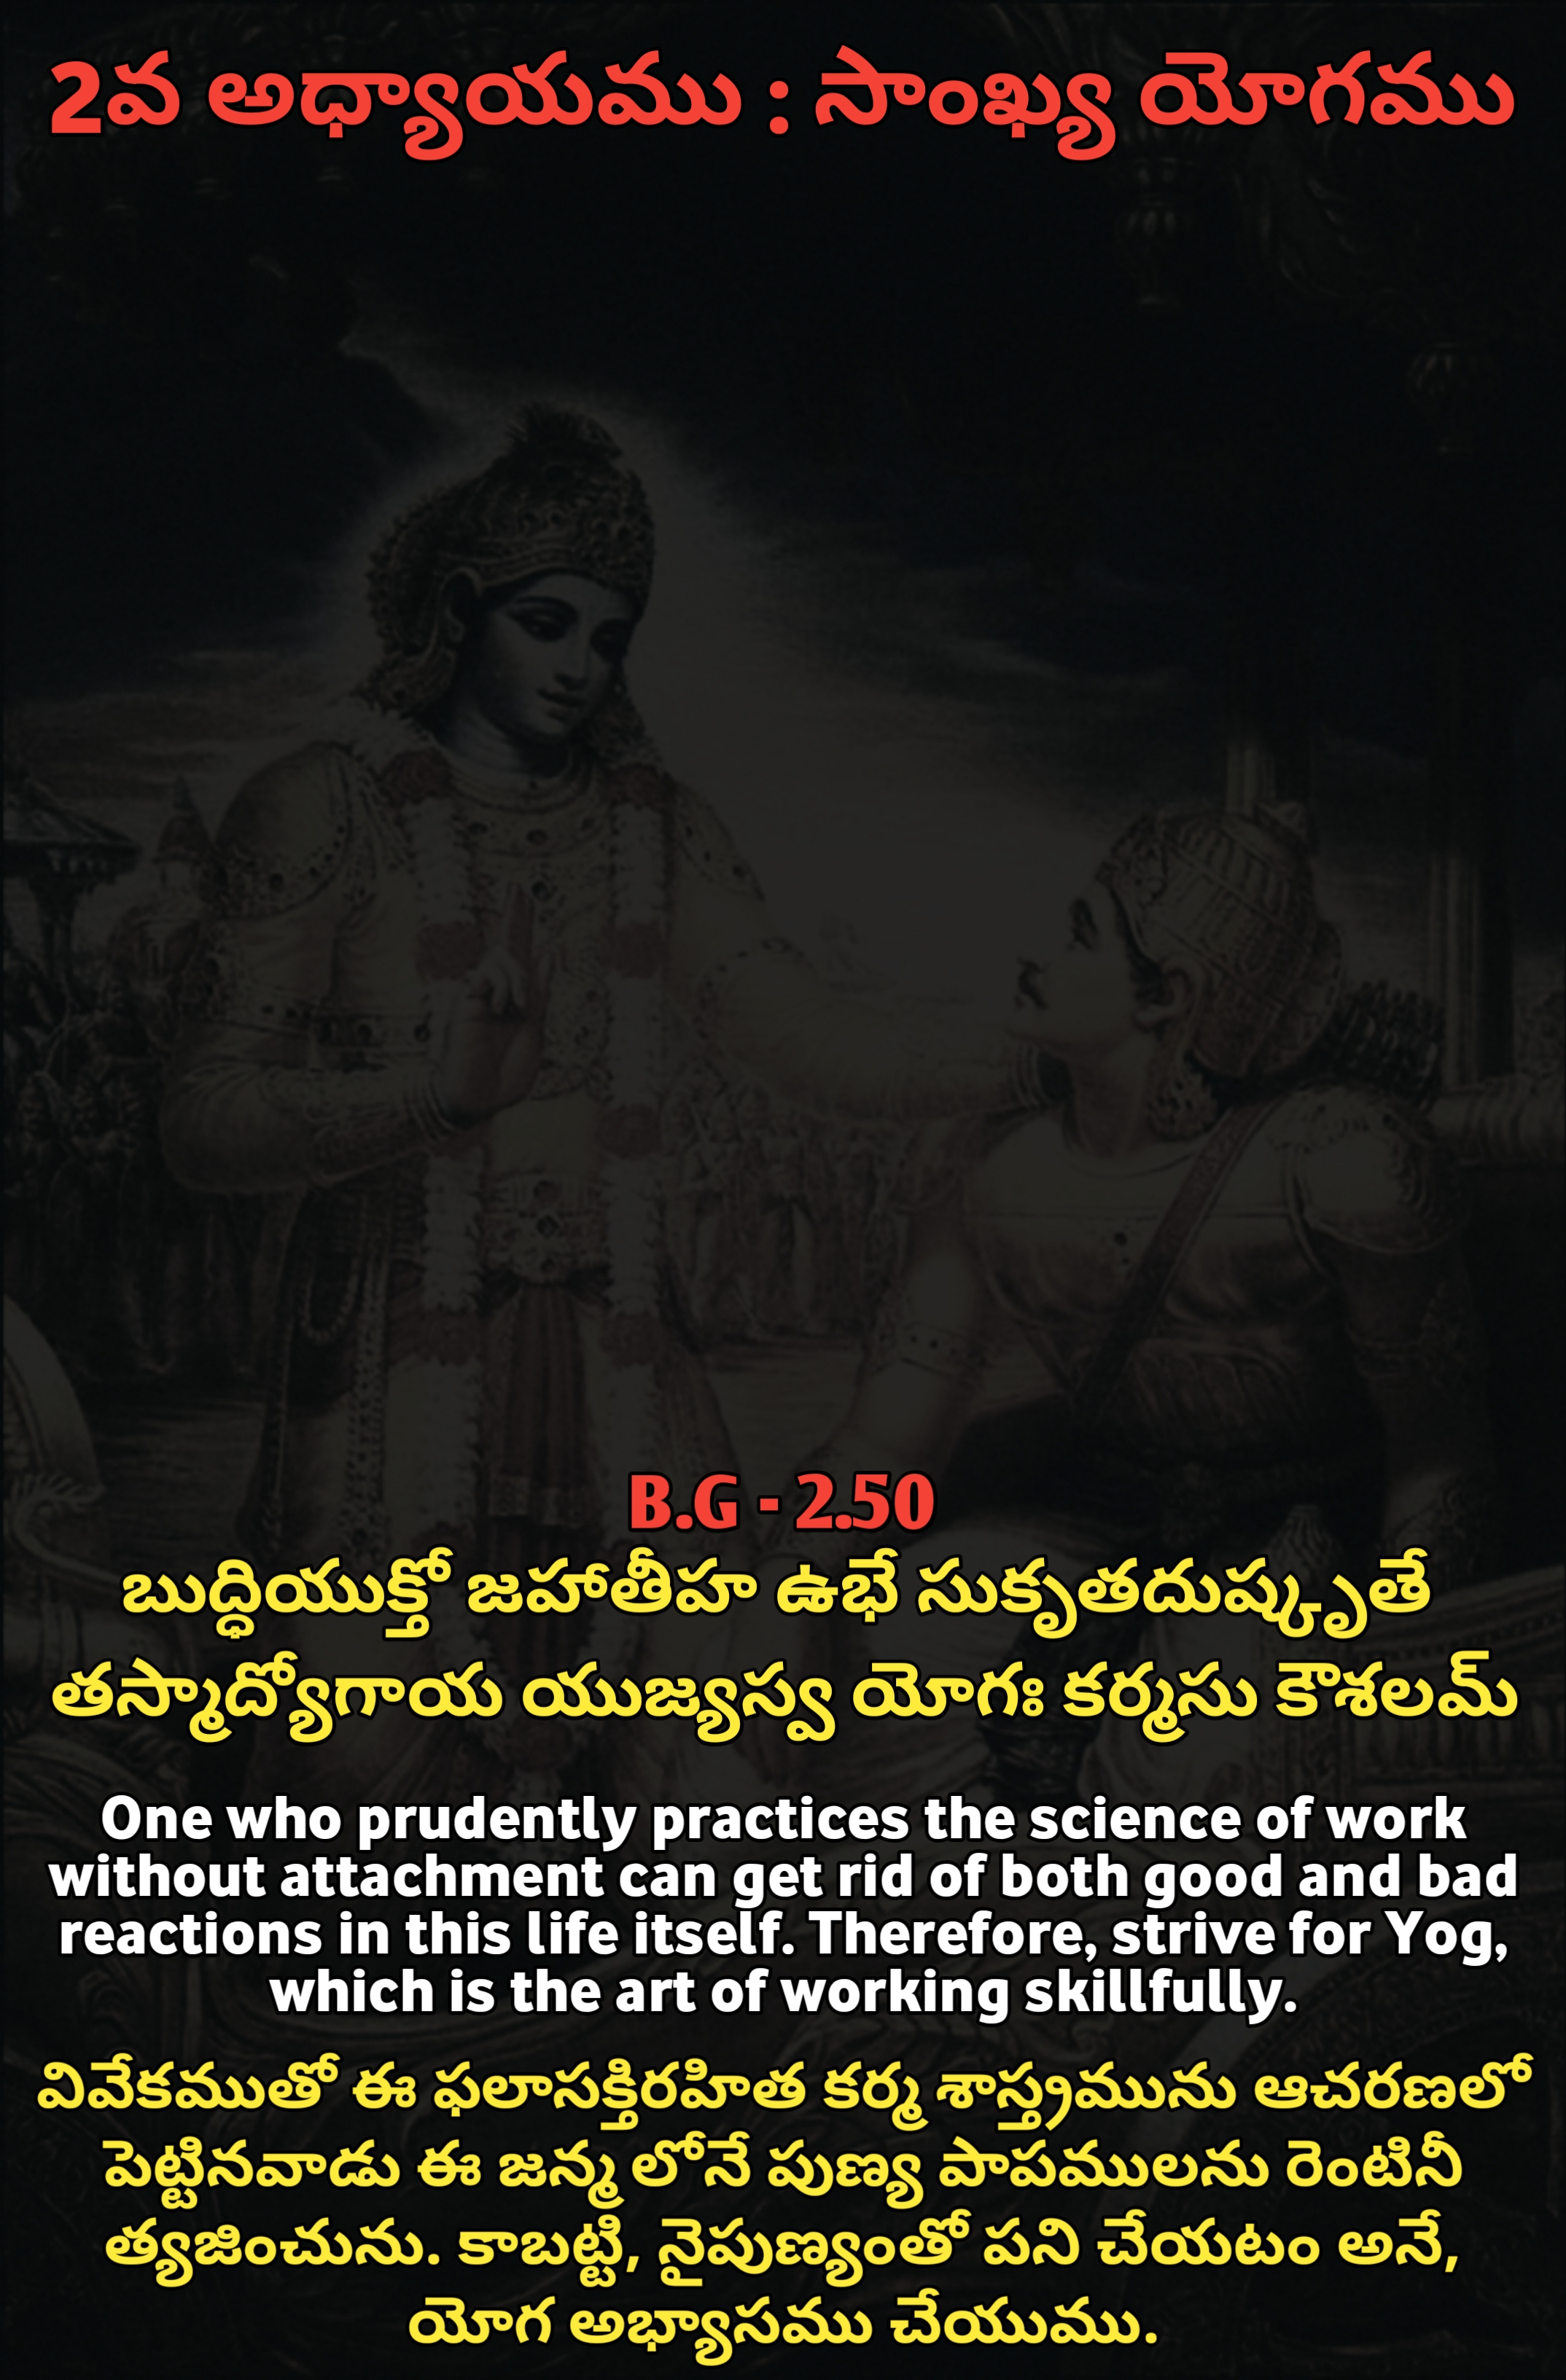 2వ అధ్యాయము : సాంఖ్య యోగము
B.G - 2.50
బుద్ధియుక్తో జహాతీహ ఉభే సుకృతదుష్కృతే
తస్మాద్యోగాయ యుజ్యస్వ యోగః కర్మసు కౌశలమ్
One who prudently practices the science of work
without attachment can get rid of both good and bad
reactions in this life itself. Therefore, strive for Yog,
which is the art of working skillfully.
వివేకముతో ఈ ఫలాసక్తిరహిత కర్మ శాస్త్రమును ఆచరణలో
పెట్టినవాడు ఈ జన్మ లోనే పుణ్య పాపములను రెంటినీ
త్యజించును. కాబట్టి, నైపుణ్యంతో పని చేయటం అనే,
యోగ అభ్యాసము చేయుము.